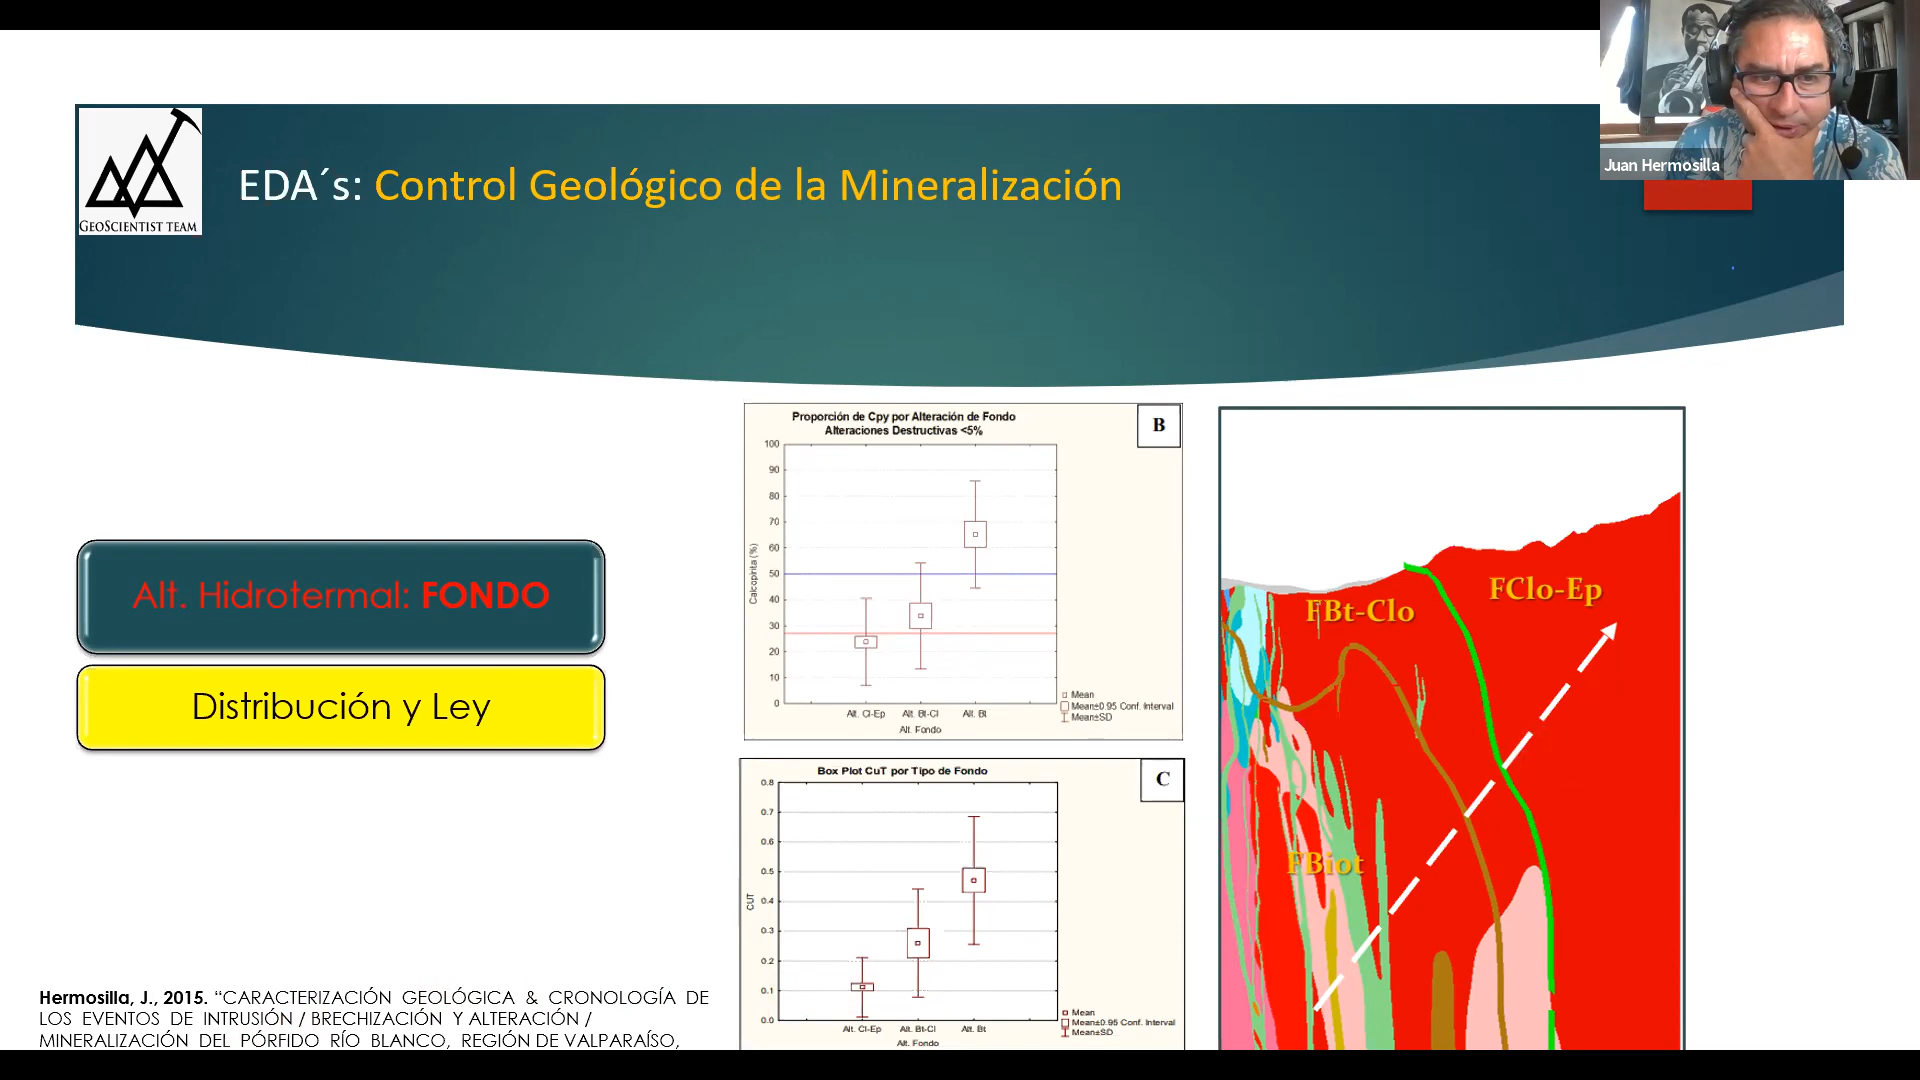 Juan Hermosilla
GEOSCIENTIST TEAM
EDA´s: Control Geológico de la Mineralización
Alt. Hidrotermal: FONDO
Distribución y Ley
Proporción de Cpy por Alteración de Fondo
Alteraciones Destructivas <5%
B
100
90
80
70
60
50
40
30
20
10
0
Calcopirita (%)
Alt. Cl-Ep Alt. Bt-Cl Alt. Bt
Alt. Fondo
Mean
Mean±0.95 Conf. Interval
Mean±SD
Box Plot CuT por Tipo de Fondo
C
0.8
0.7
0.6
0.5
0.4
0.3
0.2
0.1
0.0
CUT
Alt. Cl-Ep Alt. Bt-Cl Alt. Bt
Alt. Fondo
Mean
Mean±0.95 Conf. Interval
Mean±SD
FBt-Clo
FClo-Ep
FBiot
Hermosilla, J., 2015. “CARACTERIZACIÓN GEOLÓGICA & CRONOLOGÍA DE
LOS EVENTOS DE INTRUSIÓN / BRECHIZACIÓN Y ALTERACIÓN /
MINERALIZACIÓN DEL PÓRFIDO RÍO BLANCO, REGIÓN DE VALPARAÍSO,